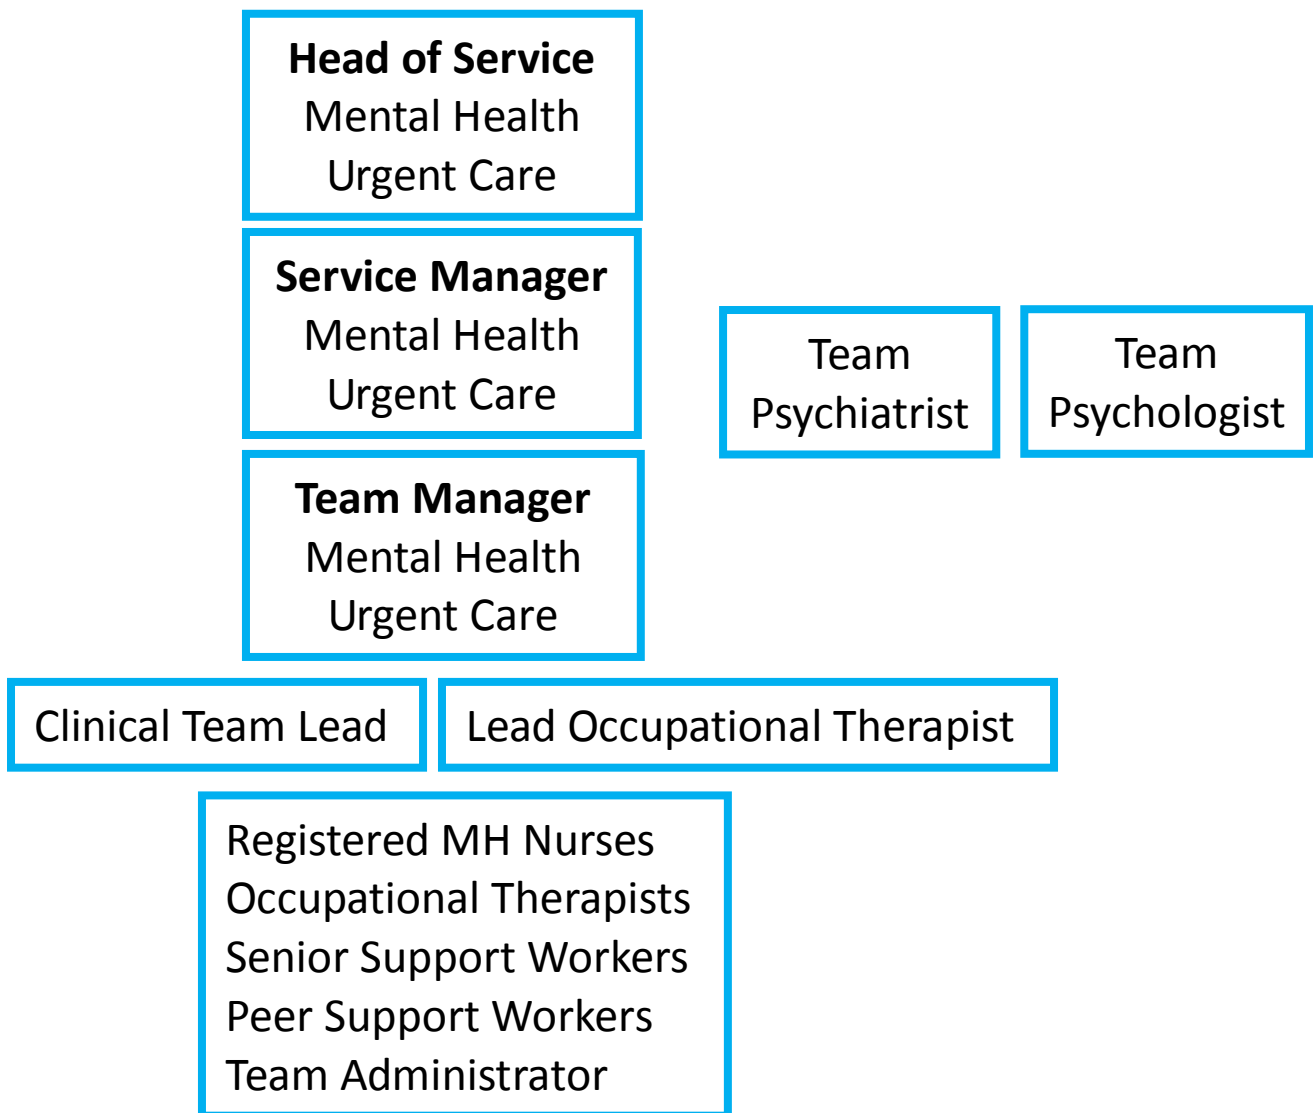 Head of Service
Mental Health
Urgent Care
Service Manager
Mental Health
Urgent Care
Team
Psychiatrist
Team
Psychologist
Team Manager
Mental Health
Urgent Care
Clinical Team Lead
Lead Occupational Therapist
Registered MH Nurses
Occupational Therapists
Senior Support Workers
Peer Support Workers
Team Administrator